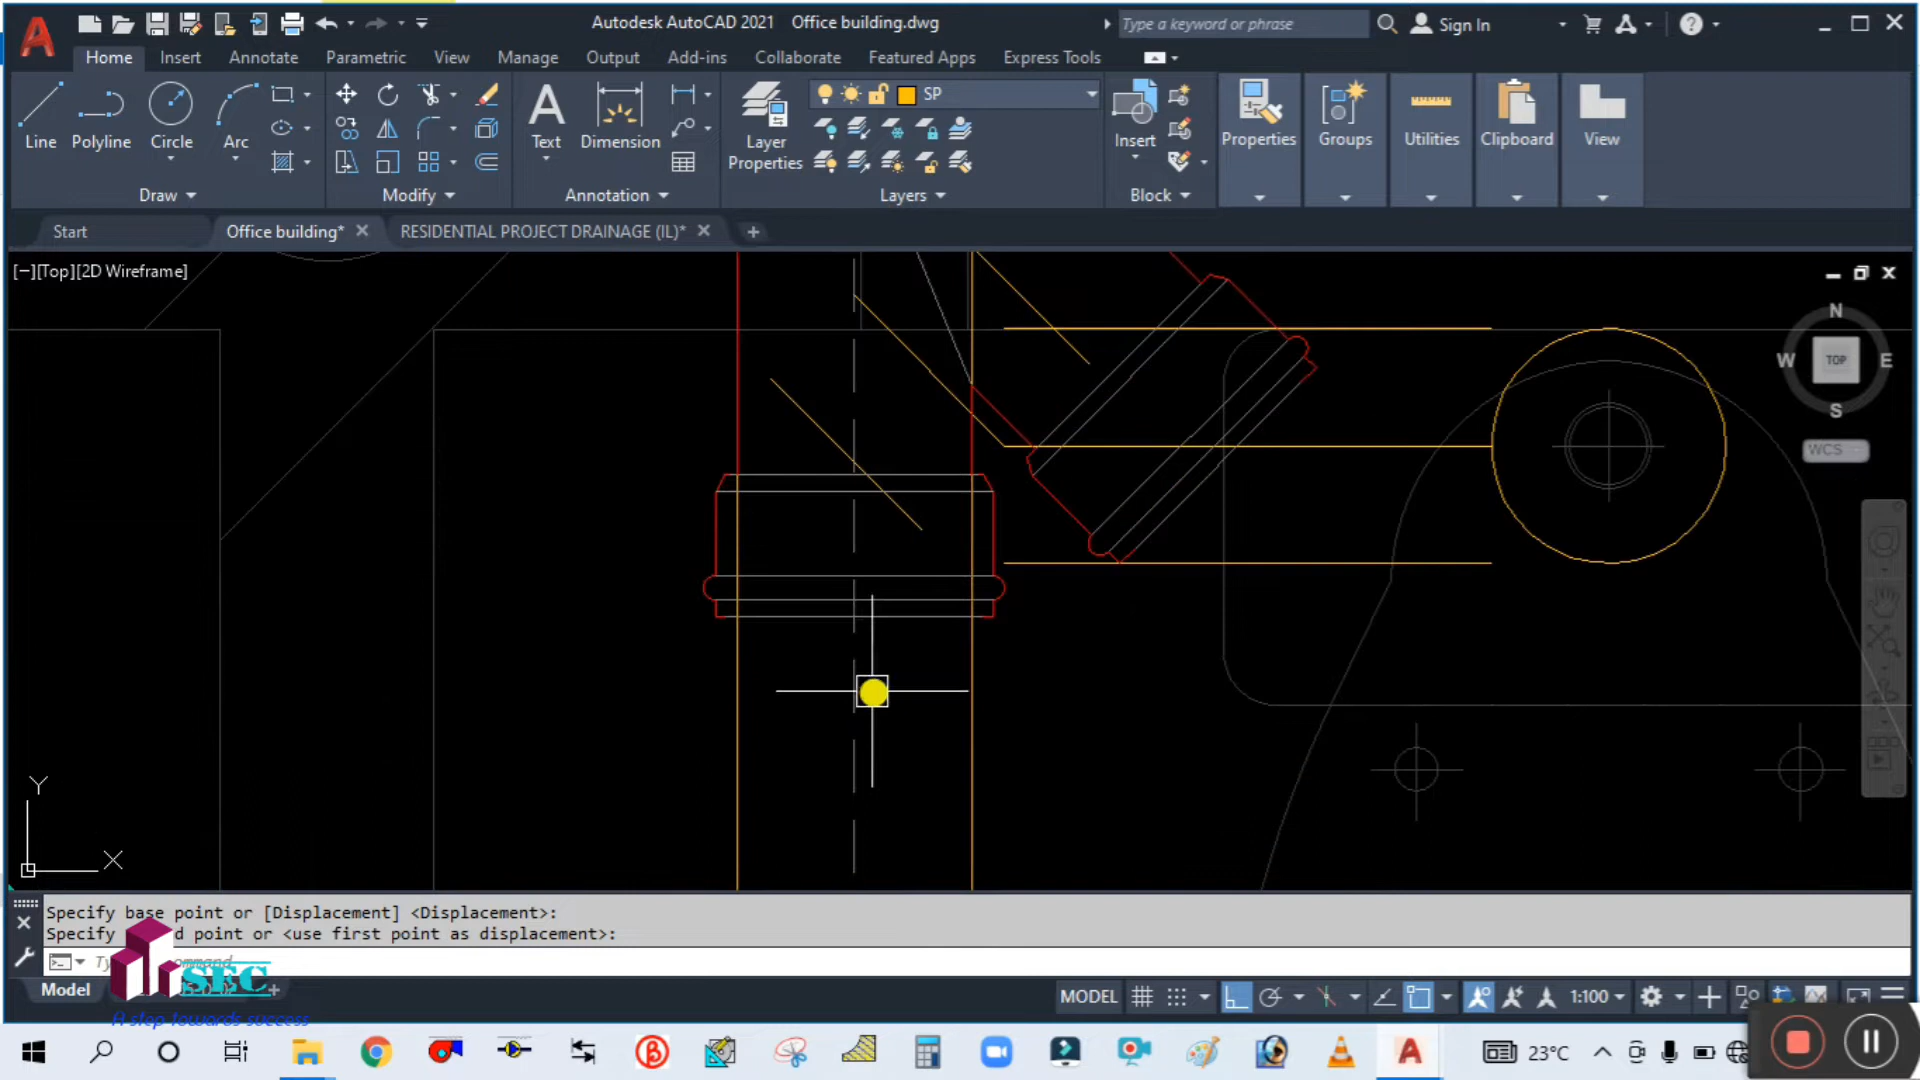 Autodesk AutoCAD 2021 Office building.dwg
Type a keyword or phrase
Sign In
Home Insert Annotate Parametric View Manage Output Add-ins Collaborate Featured Apps Express Tools
SP
Line Polyline Circle Arc
Text Dimension
Layer Properties
Insert
Properties Groups Utilities Clipboard View
Draw Modify Annotation Layers Block
Start Office building* RESIDENTIAL PROJECT DRAINAGE (IL)*
[−][Top][2D Wireframe]
N
W TOP E
S
WCS
Y
X
Specify base point or [Displacement] <Displacement>:
Specify point or <use first point as displacement>:
SEC
A step towards success
Model
MODEL 1:100
23°C